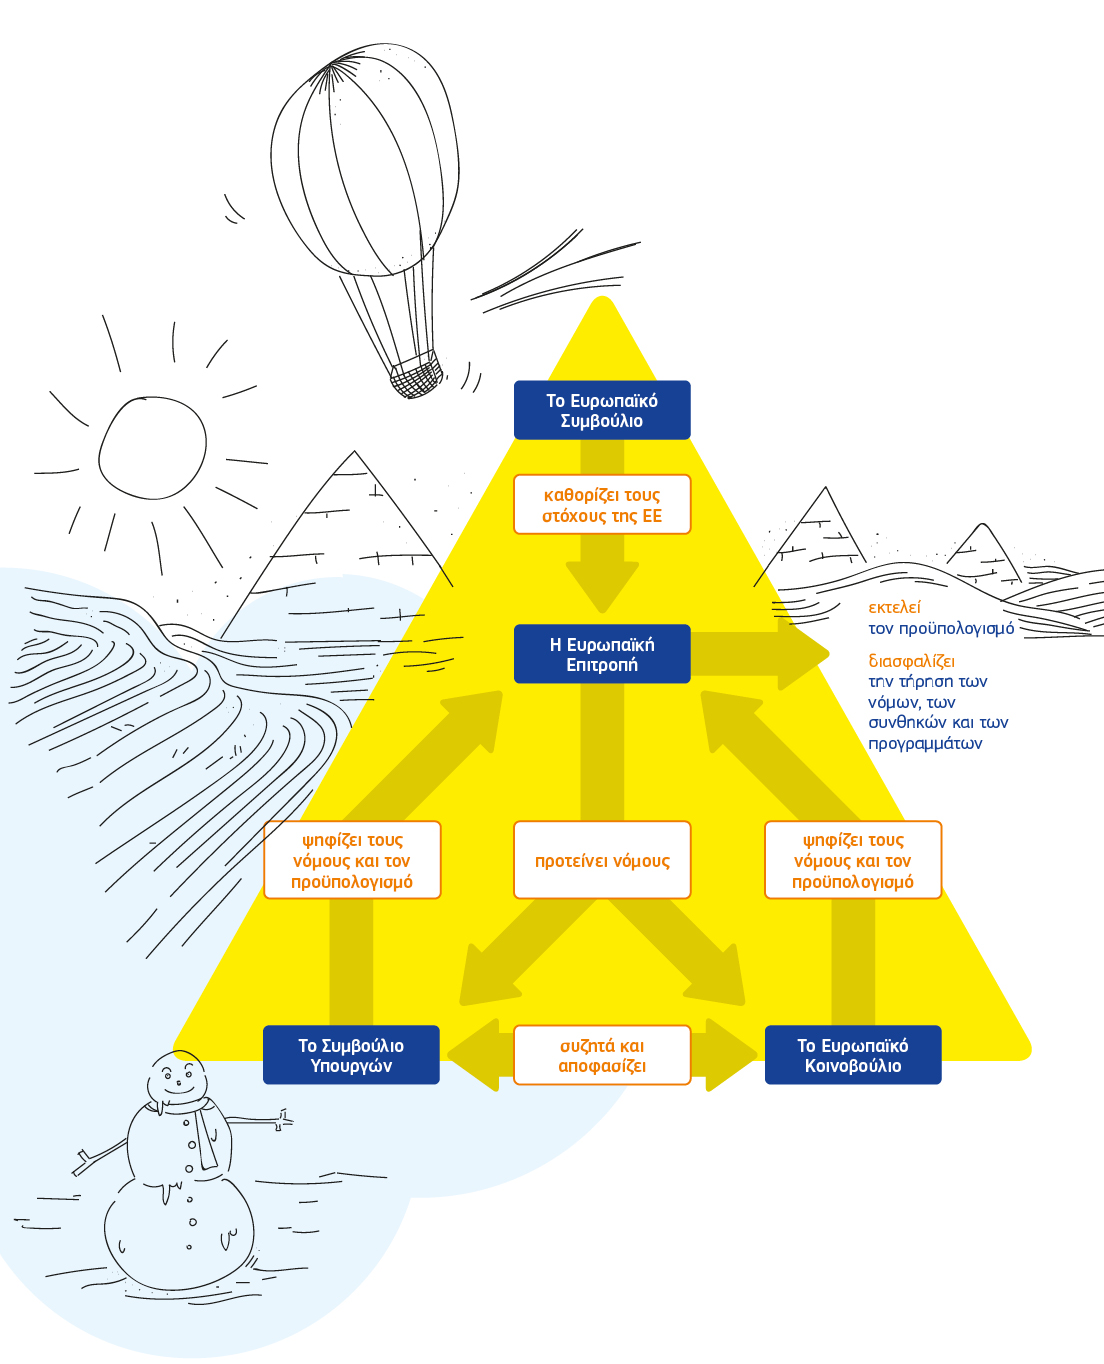 Το Ευρωπαϊκό
Συμβούλιο
καθορίζει τους
στόχους της ΕΕ
Η Ευρωπαϊκή
Επιτροπή
εκτελεί
τον προϋπολογισμό
διασφαλίζει
την τήρηση των
νόμων, των
συνθηκών και των
προγραμμάτων
ψηφίζει τους
νόμους και τον
προϋπολογισμό
προτείνει νόμους
ψηφίζει τους
νόμους και τον
προϋπολογισμό
Το Συμβούλιο
Υπουργών
συζητά και
αποφασίζει
Το Ευρωπαϊκό
Κοινοβούλιο